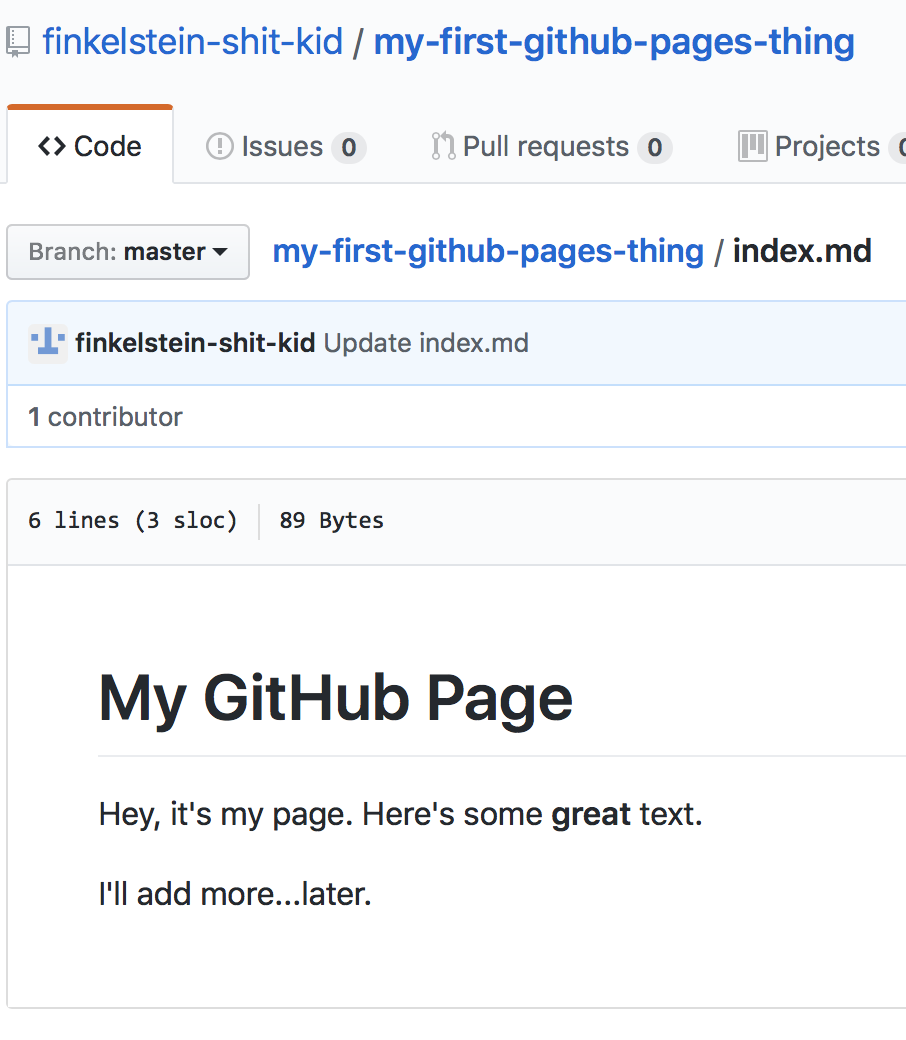 finkelstein-shit-kid / my-first-github-pages-thing
Code Issues 0 Pull requests 0 Projects
Branch: master my-first-github-pages-thing / index.md
finkelstein-shit-kid Update index.md
1 contributor
6 lines (3 sloc) 89 Bytes
My GitHub Page
Hey, it's my page. Here's some great text.
I'll add more...later.